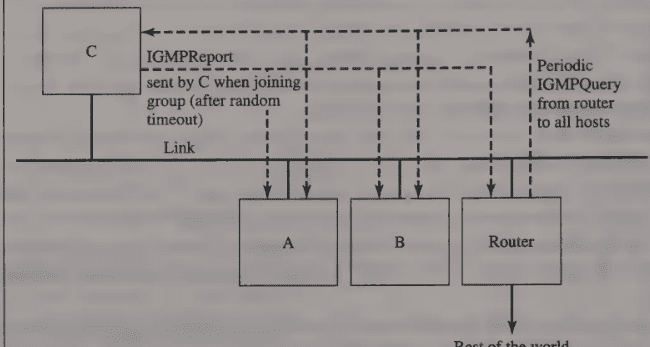 C
IGMPReport
sent by C when joining
group (after random
timeout)
Periodic
IGMPQuery
from router
to all hosts
Link
A
B
Router
Rest of the world